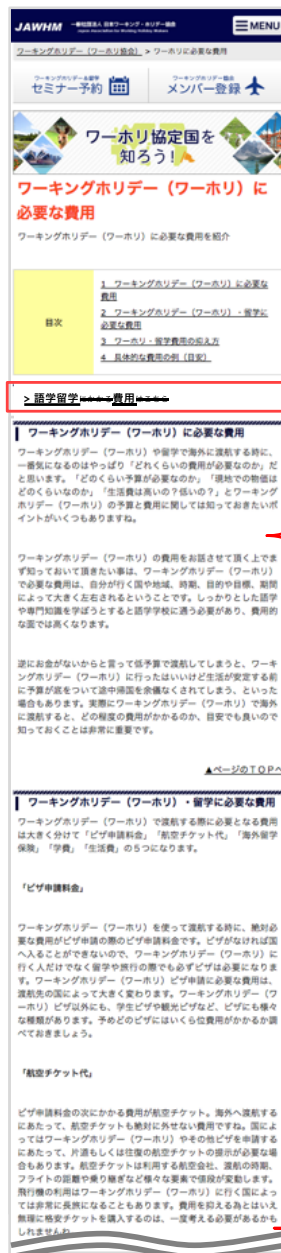 JAWHM 一般社団法人 日本ワーキング・ホリデー協会
Japan Association for Working Holiday Makers
MENU
ワーキングホリデー（ワーホリ協会） > ワーホリに必要な費用
ワーキングホリデー&留学
セミナー予約
ワーキングホリデー協会
メンバー登録
ワーホリ協定国を
知ろう!
ワーキングホリデー（ワーホリ）に
必要な費用
ワーキングホリデー（ワーホリ）に必要な費用を紹介
目次
1　ワーキングホリデー（ワーホリ）に必要な
費用
2　ワーキングホリデー（ワーホリ）・留学に
必要な費用
3　ワーホリ・留学費用の抑え方
4　具体的な費用の例（目安）
> 語学留学にかかる費用はこちら
ワーキングホリデー（ワーホリ）に必要な費用
ワーキングホリデー（ワーホリ）や留学で海外に渡航する時に、
一番気になるのはやっぱり「どれくらいの費用が必要なのか」だ
と思います。「どのくらい予算が必要なのか」「現地での物価は
どのくらいなのか」「生活費は高いの？低いの？」とワーキング
ホリデー（ワーホリ）の予算と費用に関しては知っておきたいポ
イントがいくつもありますね。
ワーキングホリデー（ワーホリ）の費用をお話させて頂く上でま
ず知っておいて頂きたい事は、ワーキングホリデー（ワーホリ）
で必要な費用は、自分が行く国や地域、時期、目的や目標、期間
によって大きく左右されるということです。しっかりとした語学
や専門知識を学ぼうとすると語学学校に通う必要があり、費用的
な面では高くなります。
逆にお金がないからと言って低予算で渡航してしまうと、ワーキ
ングホリデー（ワーホリ）に行ったはいいけど生活が安定する前
に予算が底をついて途中帰国を余儀なくされてしまう、といった
場合もあります。実際にワーキングホリデー（ワーホリ）で海外
に渡航すると、どの程度の費用がかかるのか、目安でも良いので
知っておくことは非常に重要です。
▲ページのTOPへ
ワーキングホリデー（ワーホリ）・留学に必要な費用
ワーキングホリデー（ワーホリ）で渡航する際に必要となる費用
は大きく分けて「ビザ申請料金」「航空チケット代」「海外留学
保険」「学費」「生活費」の５つになります。
「ビザ申請料金」
ワーキングホリデー（ワーホリ）を使って渡航する時に、絶対必
要な費用がビザ申請の際のビザ申請料金です。ビザがなければ国
へ入ることができないので、ワーキングホリデー（ワーホリ）に
行く人だけでなく留学や旅行の際でも必ずビザは必要になりま
す。ワーキングホリデー（ワーホリ）ビザ申請に必要な費用は、
渡航先の国によって大きく変わります。ワーキングホリデー（ワ
ーホリ）ビザ以外にも、学生ビザや観光ビザなど、ビザにも様々
な種類があります。予めどのビザにはいくら位費用がかかるか調
べておきましょう。
「航空チケット代」
ビザ申請料金の次にかかる費用が航空チケット。海外へ渡航する
にあたって、航空チケットも絶対に外せない費用ですね。国によ
ってはワーキングホリデー（ワーホリ）やその他ビザを申請する
にあたって、片道もしくは往復の航空チケットの提示が必要な場
合もあります。航空チケットは利用する航空会社、渡航の時期、
フライトの距離や乗り継ぎなど様々な要素で値段が変動します。
飛行機の利用はワーキングホリデー（ワーホリ）に行く国によっ
ては非常に長旅になることもあります。費用を抑える為とはいえ
無理に格安チケットを購入するのは、一度考える必要があるかも
しれませんね